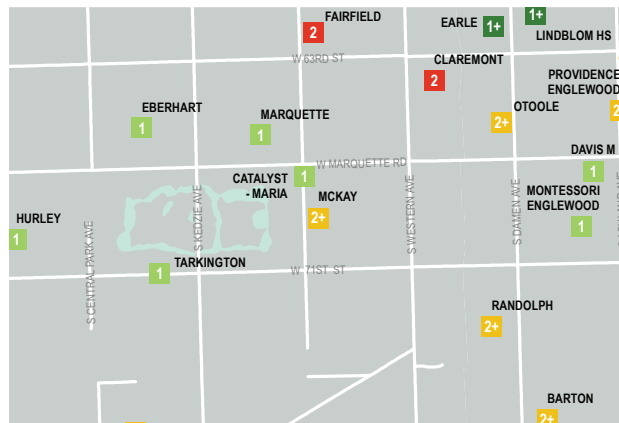 FAIRFIELD
2
EARLE
1+
1+
LINDBLOM HS
W 63RD ST
CLAREMONT
2
PROVIDENCE
ENGLEWOOD
2
OTOOLE
2+
EBERHART
1
MARQUETTE
1
DAVIS M
1
W MARQUETTE RD
CATALYST
- MARIA
1
MCKAY
2+
MONTESSORI
ENGLEWOOD
1
HURLEY
1
S CENTRAL PARK AVE
S KEDZIE AVE
S WESTERN AVE
S DAMEN AVE
TARKINGTON
1
W 71ST ST
RANDOLPH
2+
BARTON
2+